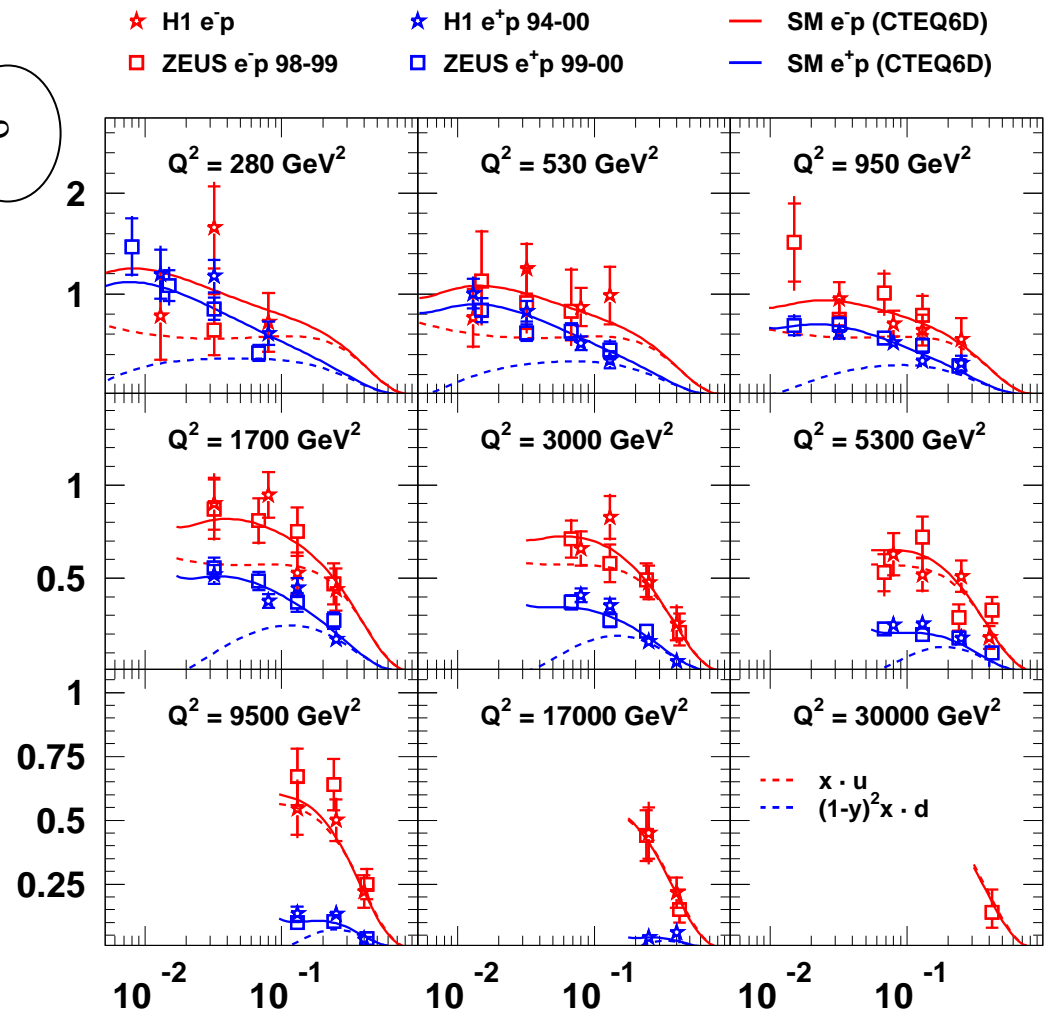 H1 e⁻p H1 e⁺p 94-00 SM e⁻p (CTEQ6D)
ZEUS e⁻p 98-99 ZEUS e⁺p 99-00 SM e⁺p (CTEQ6D)
Q² = 280 GeV² Q² = 530 GeV² Q² = 950 GeV²
2
1
Q² = 1700 GeV² Q² = 3000 GeV² Q² = 5300 GeV²
1
0.5
1
Q² = 9500 GeV² Q² = 17000 GeV² Q² = 30000 GeV²
0.75
x · u
(1-y)²x · d
0.5
0.25
10⁻² 10⁻¹ 10⁻² 10⁻¹ 10⁻² 10⁻¹